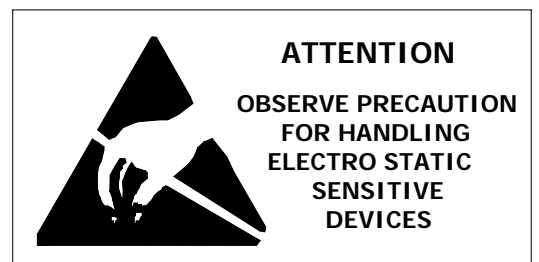 ATTENTION
OBSERVE PRECAUTION
FOR HANDLING
ELECTRO STATIC
SENSITIVE
DEVICES